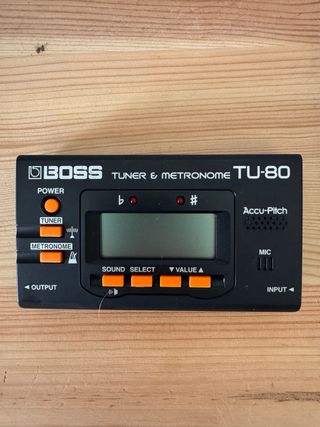 BOSS TUNER & METRONOME TU-80
POWER
♭ ♯
TUNER
Accu-Pitch
METRONOME
MIC
SOUND SELECT ▼ VALUE ▲
◄ OUTPUT
INPUT ◄